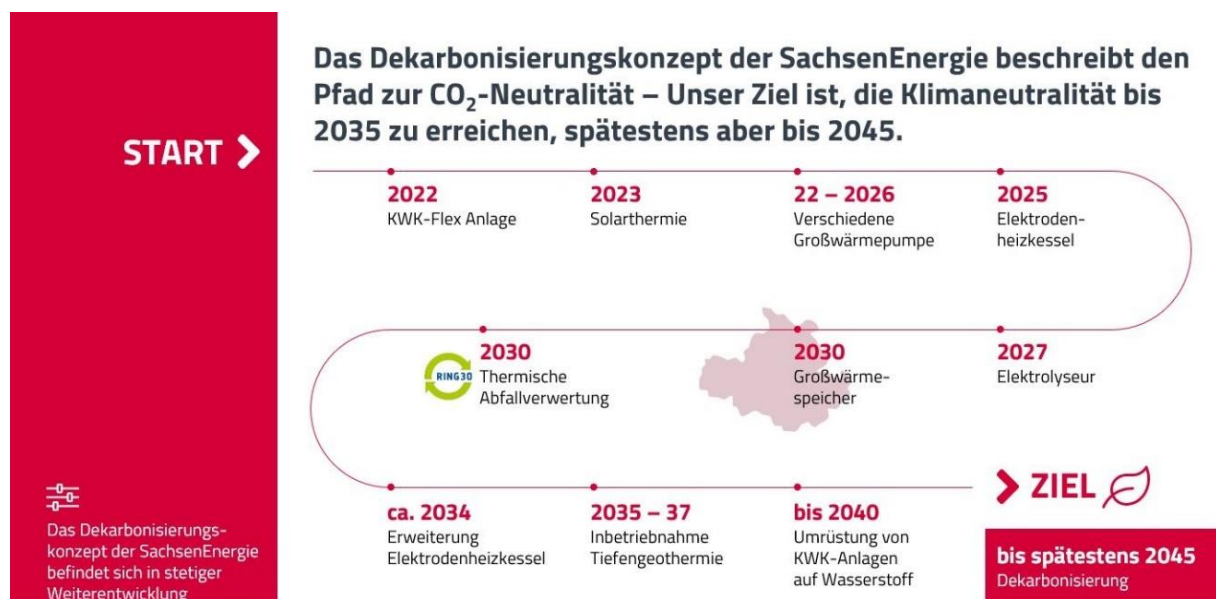 Das Dekarbonisierungskonzept der SachsenEnergie beschreibt den
Pfad zur CO₂-Neutralität – Unser Ziel ist, die Klimaneutralität bis
2035 zu erreichen, spätestens aber bis 2045.
START
2022
KWK-Flex Anlage
2023
Solarthermie
22 – 2026
Verschiedene
Großwärmepumpe
2025
Elektroden-
heizkessel
2027
Elektrolyseur
2030
Großwärme-
speicher
2030
RING30
Thermische
Abfallverwertung
ca. 2034
Erweiterung
Elektrodenheizkessel
2035 – 37
Inbetriebnahme
Tiefengeothermie
bis 2040
Umrüstung von
KWK-Anlagen
auf Wasserstoff
ZIEL
bis spätestens 2045
Dekarbonisierung
Das Dekarbonisierungs-
konzept der SachsenEnergie
befindet sich in stetiger
Weiterentwicklung